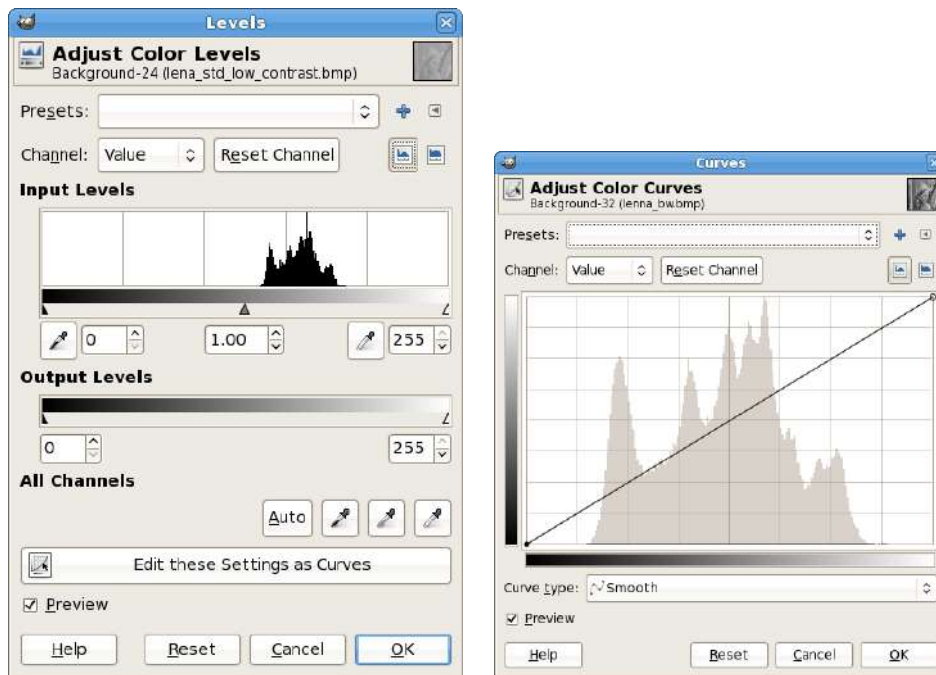 Levels
Adjust Color Levels
Background-24 (lena_std_low_contrast.bmp)
Presets:
Channel: Value Reset Channel
Input Levels
0 1.00 255
Output Levels
0 255
All Channels
Auto
Edit these Settings as Curves
Preview
Help Reset Cancel OK
Curves
Adjust Color Curves
Background-32 (lenna_bw.bmp)
Presets:
Channel: Value Reset Channel
Curve type: Smooth
Preview
Help Reset Cancel OK